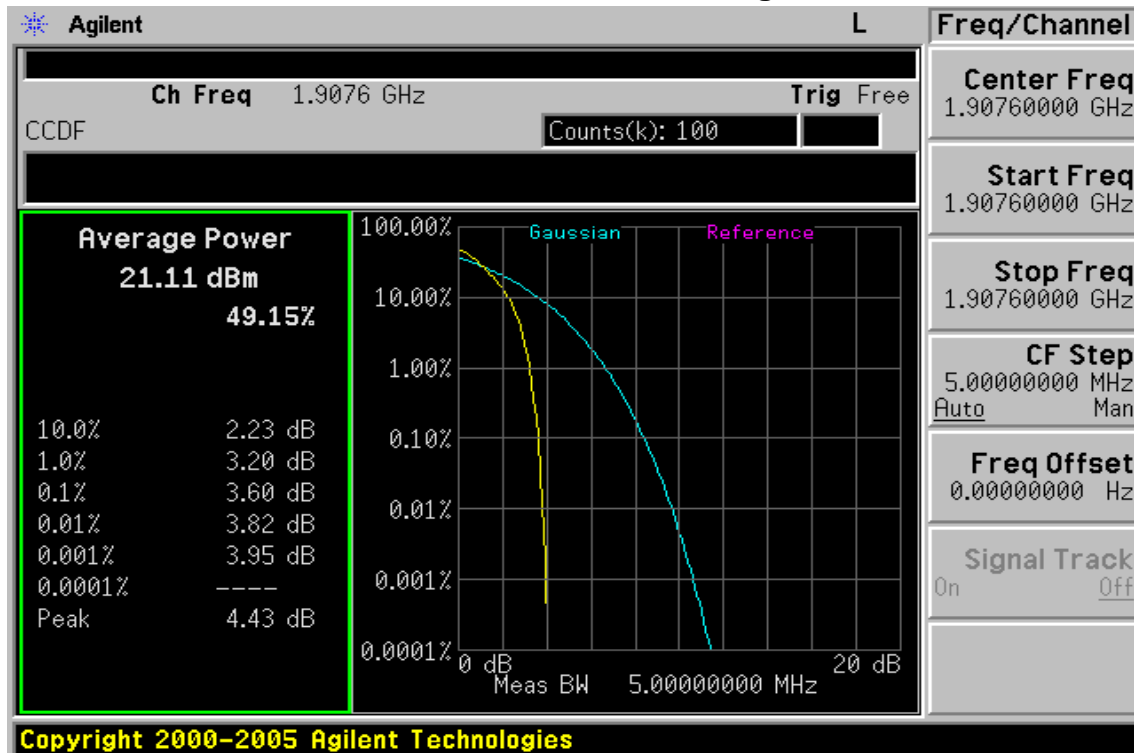 Agilent
L
Freq/Channel
Ch Freq 1.9076 GHz
Trig Free
CCDF
Counts(k): 100
Center Freq
1.90760000 GHz
Start Freq
1.90760000 GHz
Stop Freq
1.90760000 GHz
CF Step
5.00000000 MHz
Auto Man
Freq Offset
0.00000000 Hz
Signal Track
On Off
Average Power
21.11 dBm
49.15%
10.0% 2.23 dB
1.0% 3.20 dB
0.1% 3.60 dB
0.01% 3.82 dB
0.001% 3.95 dB
0.0001% ----
Peak 4.43 dB
Gaussian
Reference
100.00%
10.00%
1.00%
0.10%
0.01%
0.001%
0.0001%
0 dB
20 dB
Meas BW 5.00000000 MHz
Copyright 2000-2005 Agilent Technologies